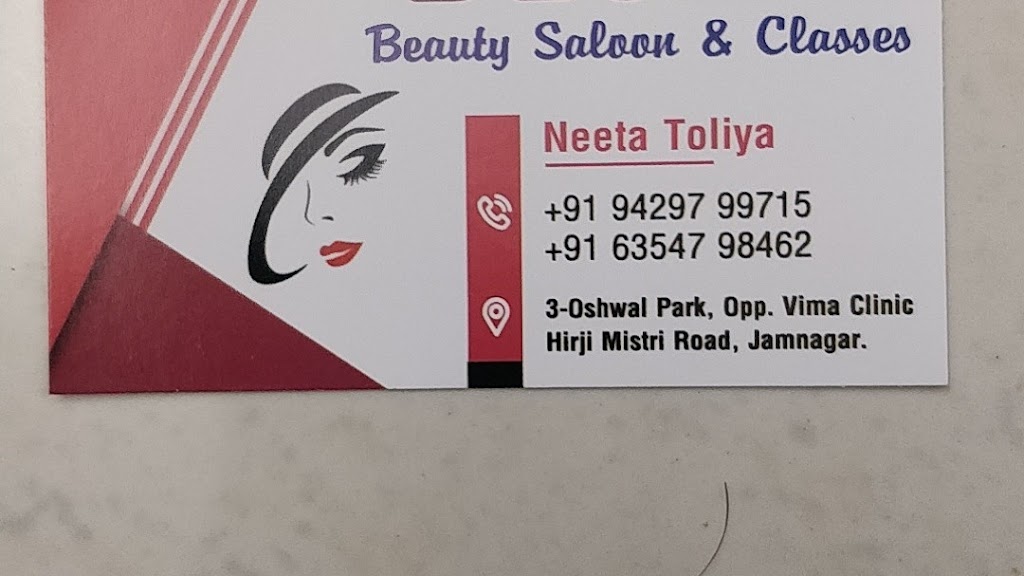 Beauty Saloon & Classes
Neeta Toliya
+91 94297 99715
+91 63547 98462
3-Oshwal Park, Opp. Vima Clinic
Hirji Mistri Road, Jamnagar.